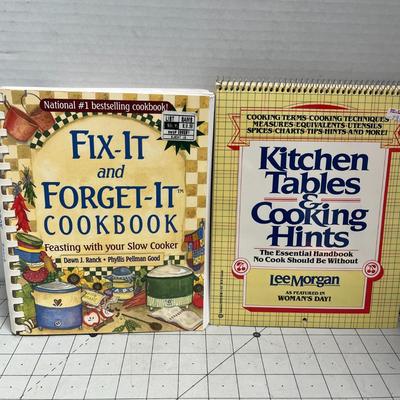 National #1 bestselling cookbook!
FIX-IT
and
FORGET-IT™
COOKBOOK
Feasting with your Slow Cooker
Dawn J. Ranck • Phyllis Pellman Good
COOKING TERMS·COOKING TECHNIQUES
MEASURES·EQUIVALENTS·UTENSILS
SPICES·CHARTS·TIPS·HINTS·AND MORE!
Kitchen
Tables
& Cooking
Hints
The Essential Handbook
No Cook Should Be Without
Lee Morgan
AS FEATURED IN
WOMAN'S DAY!